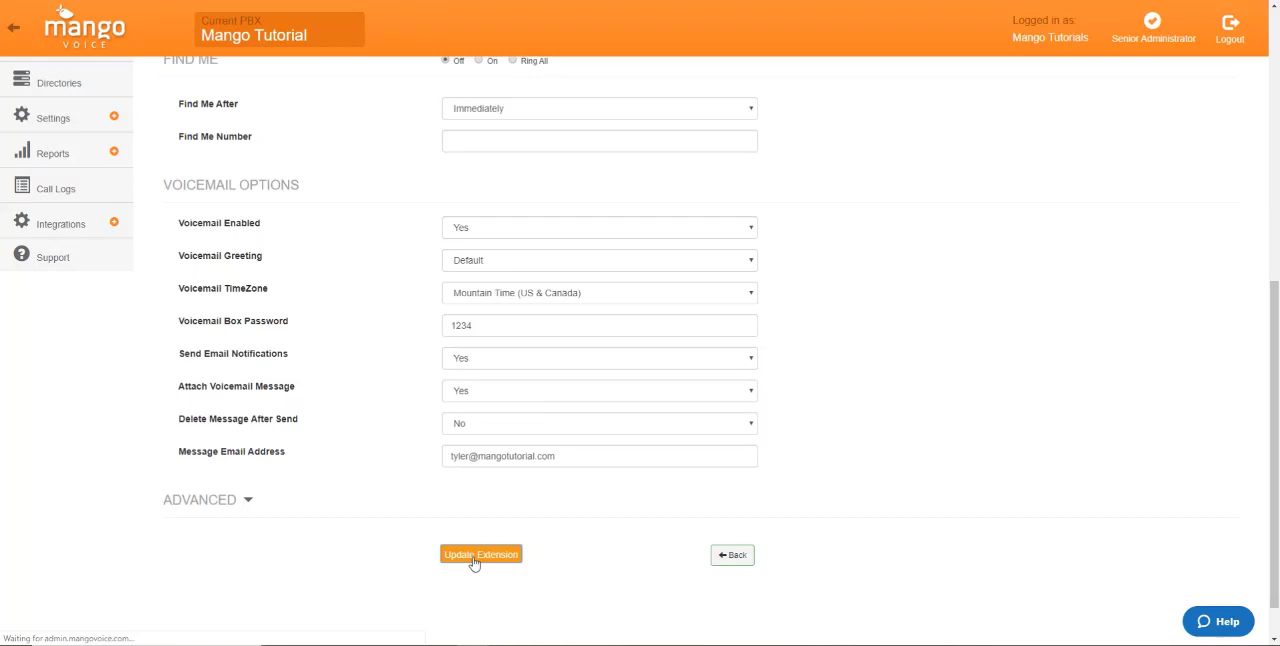 mango
VOICE
Current PBX
Mango Tutorial
Logged in as:
Mango Tutorials
Senior Administrator
Logout
Directories
Settings
Reports
Call Logs
Integrations
Support
FIND ME
Off On Ring All
Find Me After
Immediately
Find Me Number
VOICEMAIL OPTIONS
Voicemail Enabled
Yes
Voicemail Greeting
Default
Voicemail TimeZone
Mountain Time (US & Canada)
Voicemail Box Password
1234
Send Email Notifications
Yes
Attach Voicemail Message
Yes
Delete Message After Send
No
Message Email Address
tyler@mangotutorial.com
ADVANCED
Update Extension
Back
Help
Waiting for admin.mangovoice.com...